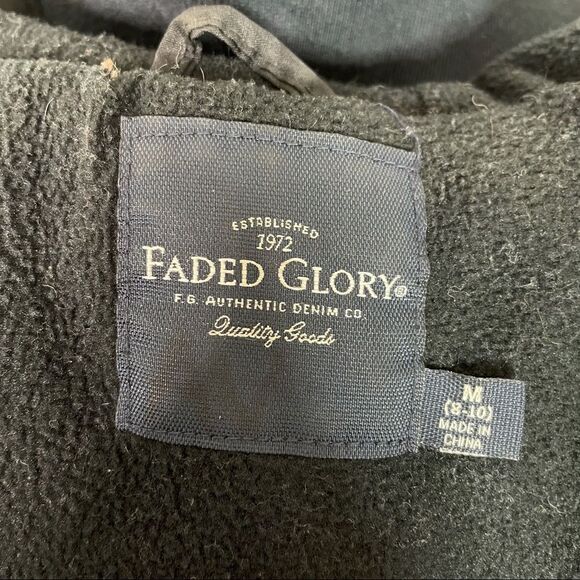 ESTABLISHED
1972
FADED GLORY®
F.G. AUTHENTIC DENIM CO.
Quality Goods
M
(8-10)
MADE IN
CHINA